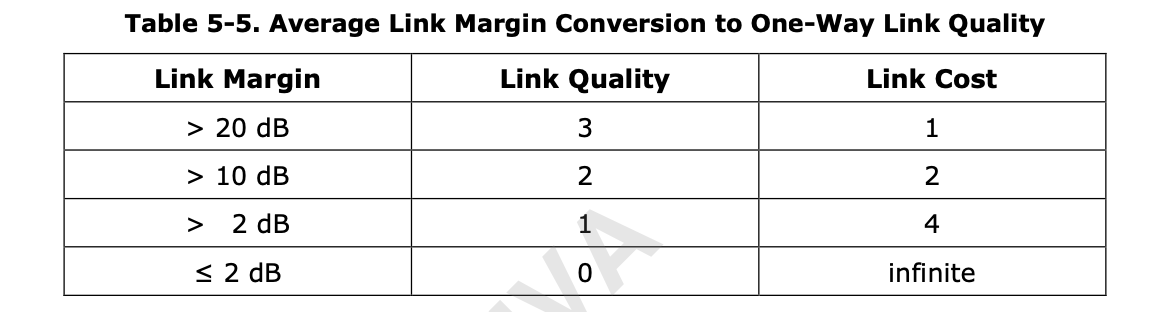 Table 5-5. Average Link Margin Conversion to One-Way Link Quality
Link Margin Link Quality Link Cost
> 20 dB 3 1
> 10 dB 2 2
> 2 dB 1 4
≤ 2 dB 0 infinite